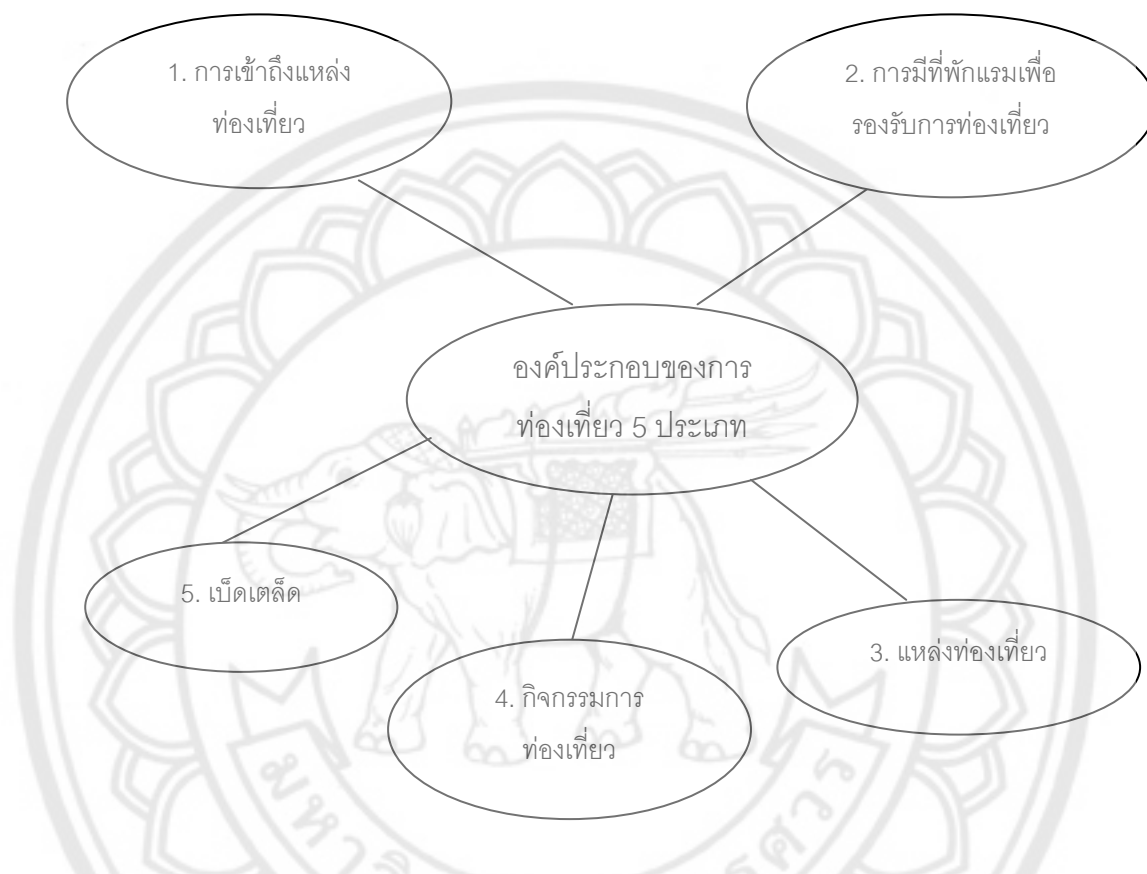 1. การเข้าถึงแหล่ง
ท่องเที่ยว
2. การมีที่พักแรมเพื่อ
รองรับการท่องเที่ยว
องค์ประกอบของการ
ท่องเที่ยว 5 ประเภท
5. เบ็ดเตล็ด
3. แหล่งท่องเที่ยว
4. กิจกรรมการ
ท่องเที่ยว